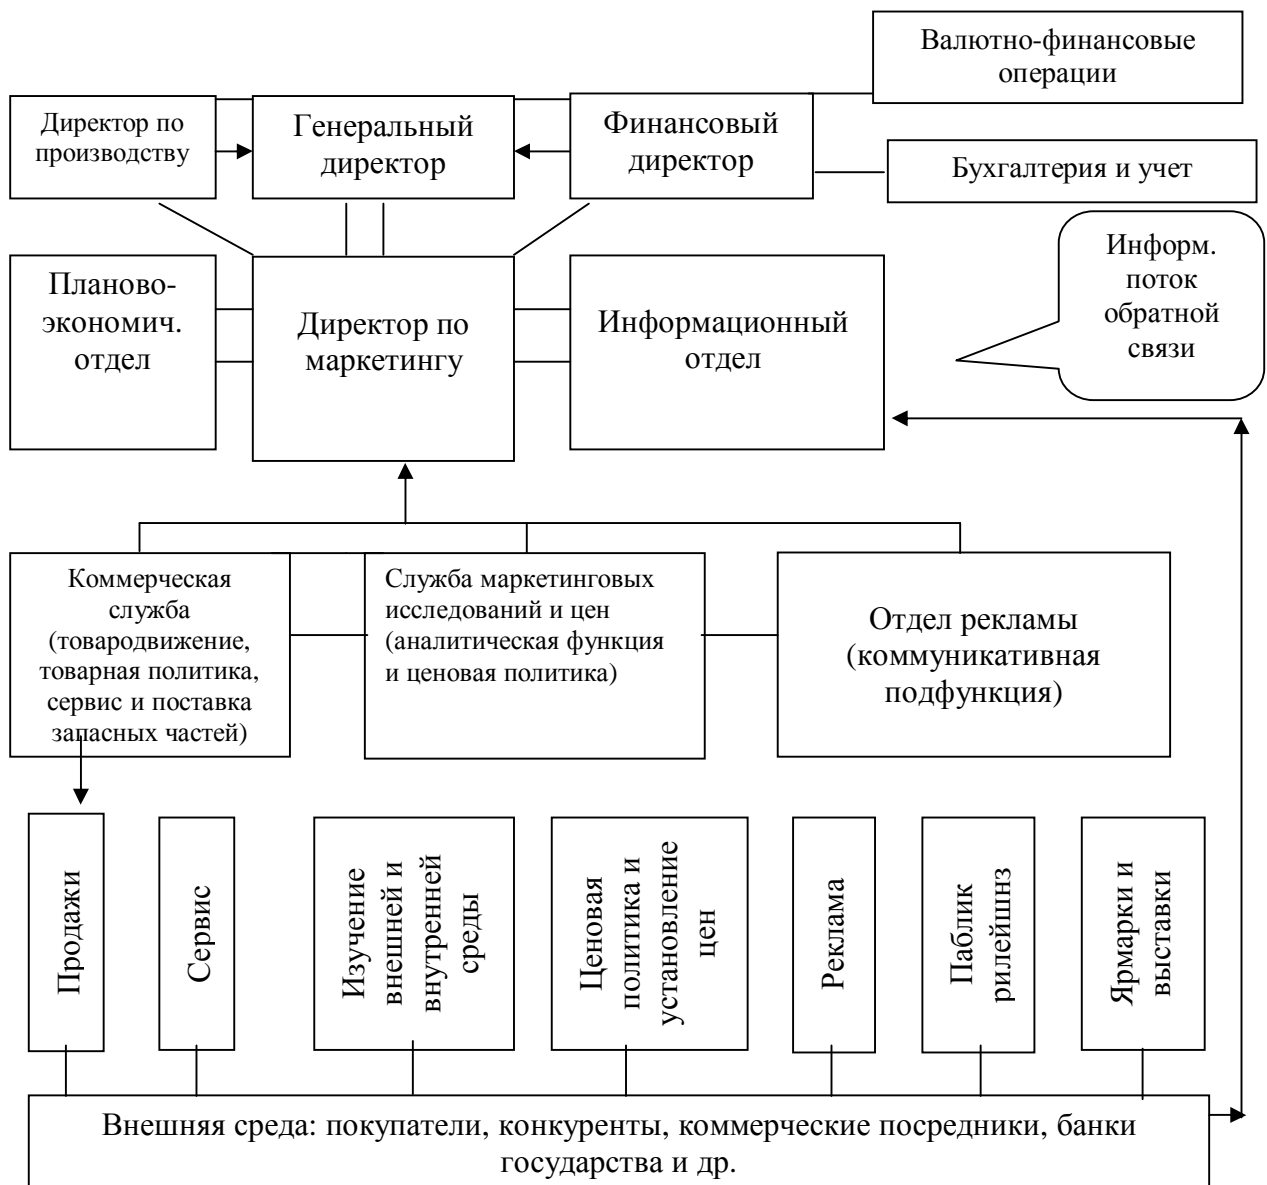 Валютно-финансовые
операции
Директор по
производству
Генеральный
директор
Финансовый
директор
Бухгалтерия и учет
Информ.
поток
обратной
связи
Планово-
экономич.
отдел
Директор по
маркетингу
Информационный
отдел
Коммерческая
служба
(товародвижение,
товарная политика,
сервис и поставка
запасных частей)
Служба маркетинговых
исследований и цен
(аналитическая функция
и ценовая политика)
Отдел рекламы
(коммуникативная
подфункция)
Продажи
Сервис
Изучение
внешней и
внутренней
среды
Ценовая
политика и
установление
цен
Реклама
Паблик
рилейшнз
Ярмарки и
выставки
Внешняя среда: покупатели, конкуренты, коммерческие посредники, банки
государства и др.